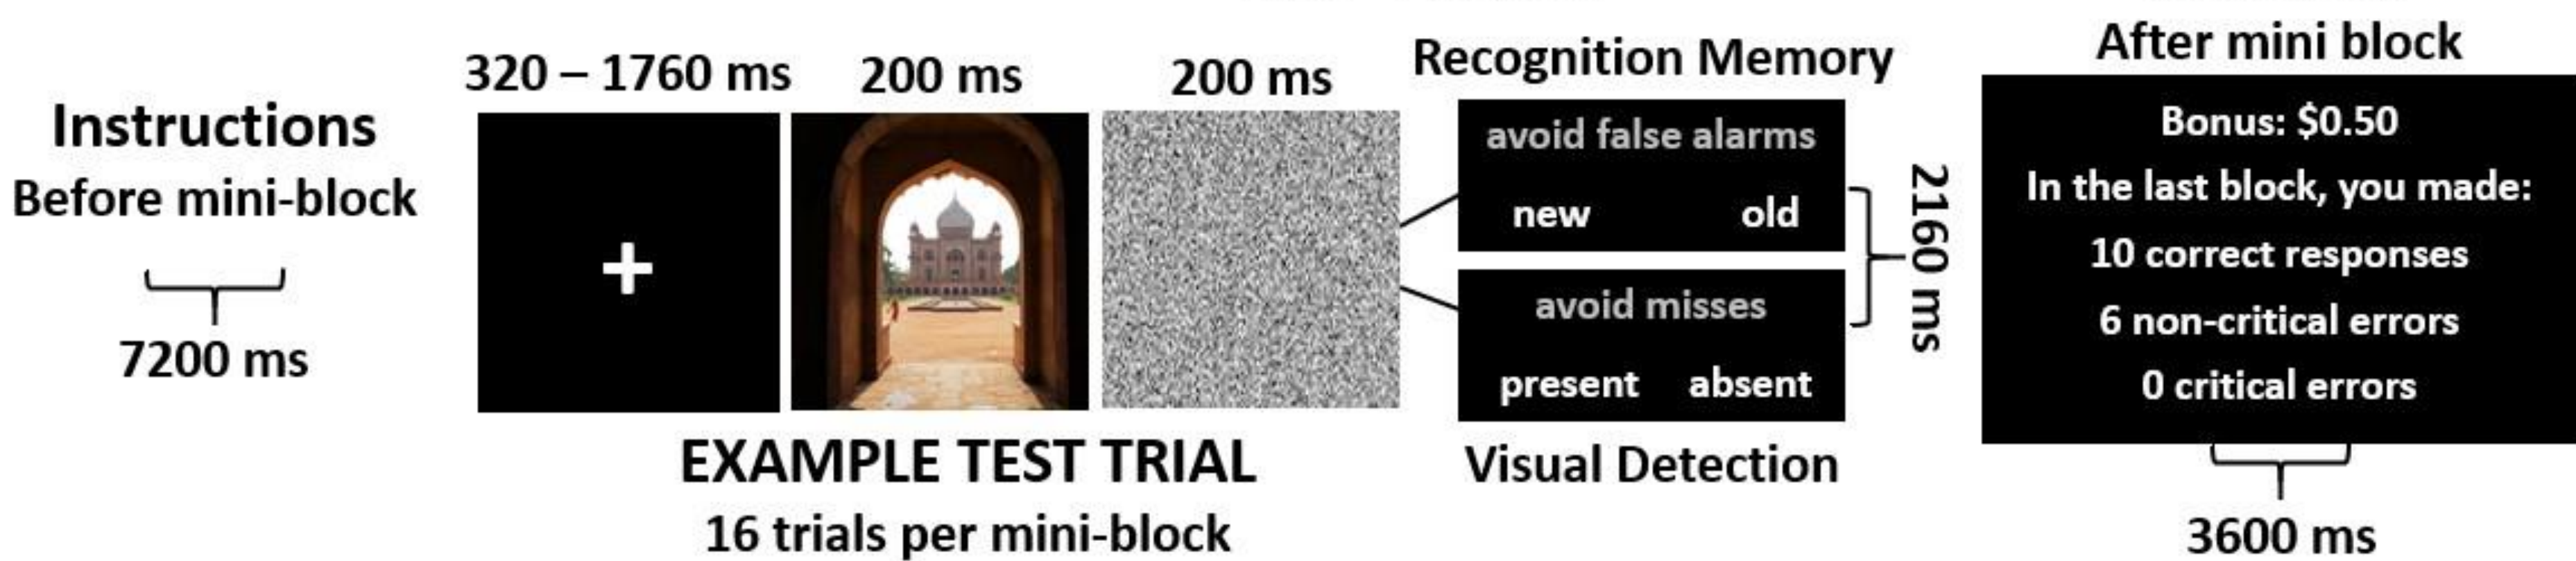 Instructions
Before mini-block
7200 ms
320 – 1760 ms
200 ms
200 ms
EXAMPLE TEST TRIAL
16 trials per mini-block
Recognition Memory
avoid false alarms
new old
avoid misses
present absent
Visual Detection
2160 ms
After mini block
Bonus: $0.50
In the last block, you made:
10 correct responses
6 non-critical errors
0 critical errors
3600 ms